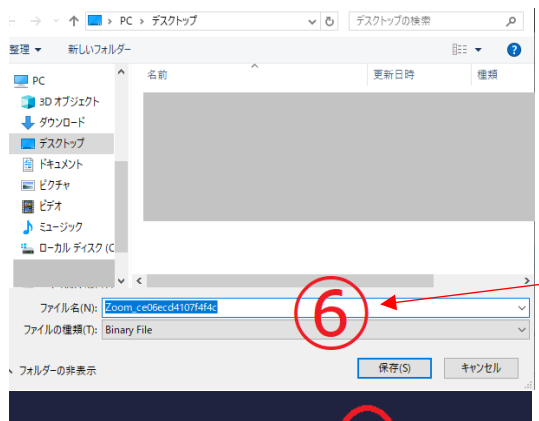 PC › デスクトップ
デスクトップの検索
整理 ▼ 新しいフォルダー
名前 更新日時 種類
PC
3D オブジェクト
ダウンロード
デスクトップ
ドキュメント
ピクチャ
ビデオ
ミュージック
ローカル ディスク (C
ファイル名(N): Zoom_ce06ecd4107f4f4c
ファイルの種類(T): Binary File
⑥
フォルダーの非表示
保存(S) キャンセル